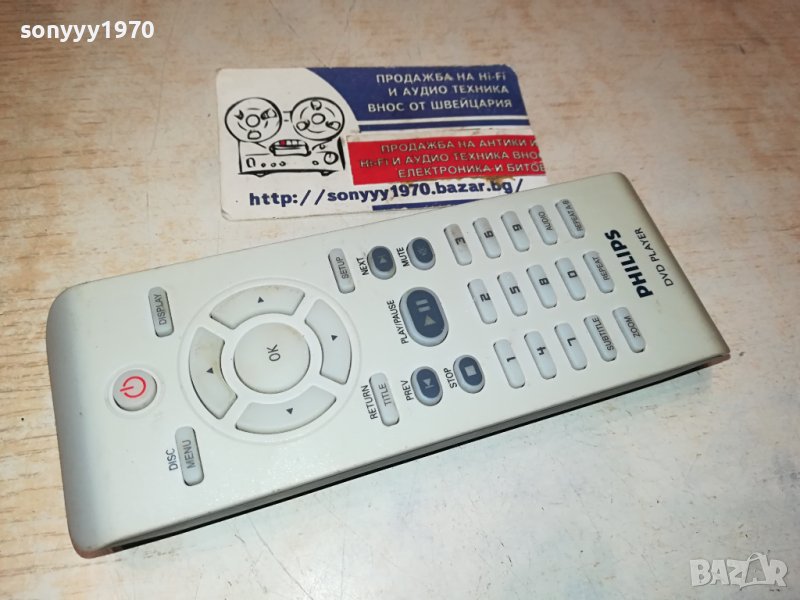 sonyyy1970
ПРОДАЖБА НА Hi-Fi
И АУДИО ТЕХНИКА
ВНОС ОТ ШВЕЙЦАРИЯ
ПРОДАЖБА НА АНТИКИ И
Hi-Fi И АУДИО ТЕХНИКА ВНО
ЕЛЕКТРОНИКА И БИТОВ
http://sonyyy1970.bazar.bg/
DISC
MENU
DISPLAY
OK
RETURN
TITLE
SETUP
PREV
PLAY/PAUSE
NEXT
STOP
MUTE
1 2 3
4 5 6
7 8 9
SUBTITLE 0 AUDIO
ZOOM REPEAT REPEAT A-B
PHILIPS
DVD PLAYER
BAZAR